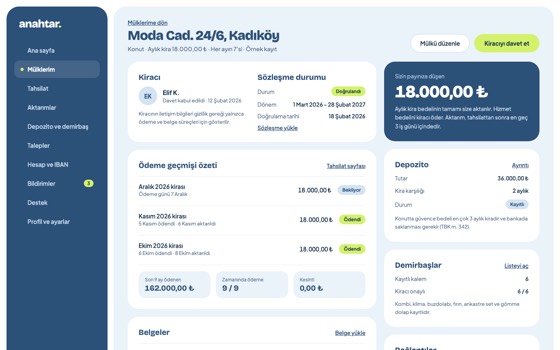 anahtar.
Ana sayfa
Mülklerim
Tahsilat
Aktarımlar
Depozito ve demirbaş
Talepler
Hesap ve IBAN
Bildirimler 3
Destek
Profil ve ayarlar
Mülklerime dön
Moda Cad. 24/6, Kadıköy
Konut · Aylık kira 18.000,00 ₺ · Her ayın 7'si · Örnek kayıt
Mülkü düzenle
Kiracıyı davet et
Kiracı
EK
Elif K.
Davet kabul edildi · 12 Şubat 2026
Kiracınızın iletişim bilgileri gizlilik gereği yalnızca
ödeme ve belge süreçleri için gösterilir.
Sözleşme durumu
Durum Doğrulandı
Dönem 1 Mart 2026 – 28 Şubat 2027
Doğrulama tarihi 18 Şubat 2026
Sözleşme yükle
Sizin payınıza düşen
18.000,00 ₺
Aylık kira bedelinin tamamı size aktarılır. Hizmet
bedelini kiracı öder. Aktarım, tahsilattan sonra en geç
3 iş günü içindedir.
Ödeme geçmişi özeti
Tahsilat sayfası
Aralık 2026 kirası
Ödeme günü 7 Aralık
18.000,00 ₺ Bekliyor
Kasım 2026 kirası
5 Kasım ödendi · 6 Kasım aktarıldı
18.000,00 ₺ Ödendi
Ekim 2026 kirası
6 Ekim ödendi · 8 Ekim aktarıldı
18.000,00 ₺ Ödendi
Son 9 ay ödenen
162.000,00 ₺
Zamanında ödeme
9 / 9
Kesinti
0,00 ₺
Depozito
Ayrıntı
Tutar 36.000,00 ₺
Kira karşılığı 2 aylık
Durum Kayıtlı
Konutta güvence bedeli en çok 3 aylık kiradır ve bankada
saklanması gerekir (TBK m. 342).
Demirbaşlar
Listeyi aç
Kayıtlı kalem 6
Kiracı onaylı 6 / 6
Kombi, klima, buzdolabı, fırın, ankastre set ve gömme
dolap kayıtlıdır.
Belgeler
Belge yükle